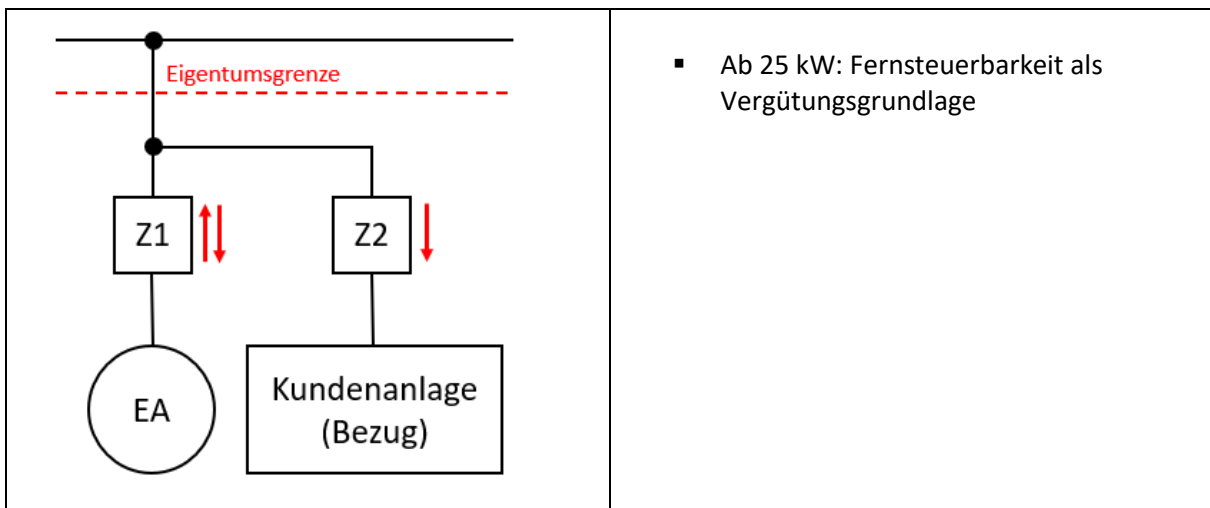 Eigentumsgrenze
Z1
Z2
EA
Kundenanlage
(Bezug)
▪ Ab 25 kW: Fernsteuerbarkeit als
Vergütungsgrundlage